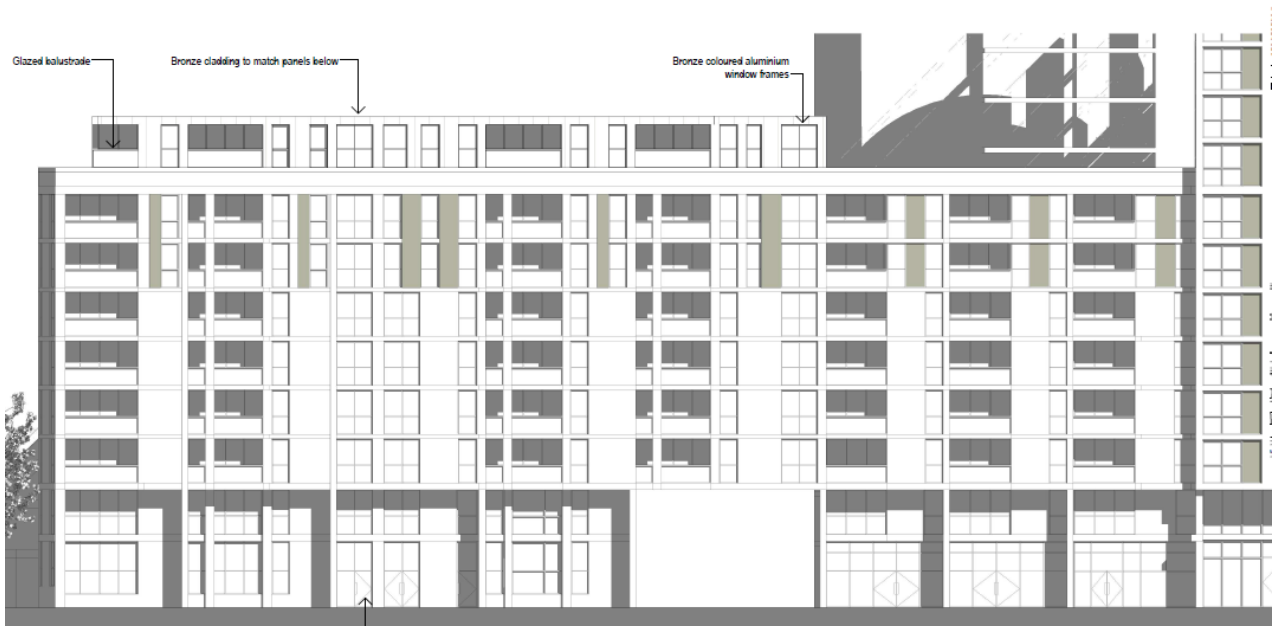 Glazed balustrade
Bronze cladding to match panels below
Bronze coloured aluminium
window frames